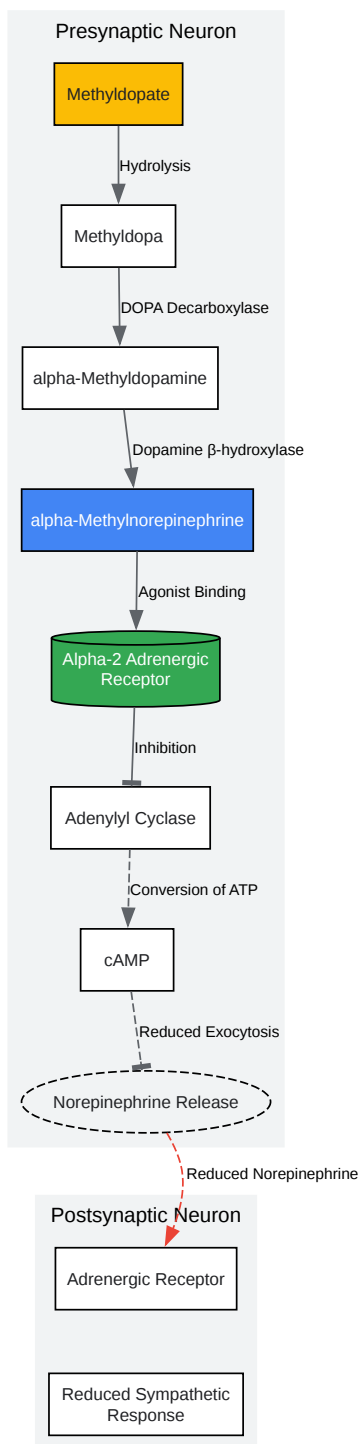 Presynaptic Neuron
Methyldopate
Hydrolysis
Methyldopa
DOPA Decarboxylase
alpha-Methyldopamine
Dopamine β-hydroxylase
alpha-Methylnorepinephrine
Agonist Binding
Alpha-2 Adrenergic
Receptor
Inhibition
Adenylyl Cyclase
Conversion of ATP
cAMP
Reduced Exocytosis
Norepinephrine Release
Reduced Norepinephrine
Postsynaptic Neuron
Adrenergic Receptor
Reduced Sympathetic
Response